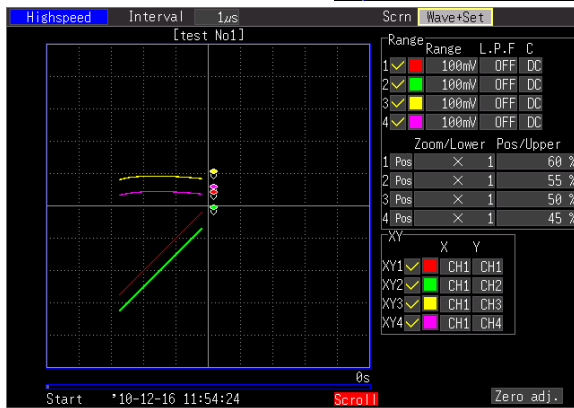 Highspeed Interval 1µs Scrn Wave+Set
[test No1]
Range
Range L.P.F C
1 100mV OFF DC
2 100mV OFF DC
3 100mV OFF DC
4 100mV OFF DC
Zoom/Lower Pos/Upper
1 Pos × 1 60 %
2 Pos × 1 55 %
3 Pos × 1 50 %
4 Pos × 1 45 %
XY
X Y
XY1 CH1 CH1
XY2 CH1 CH2
XY3 CH1 CH3
XY4 CH1 CH4
0s
Start '10-12-16 11:54:24 Scroll Zero adj.